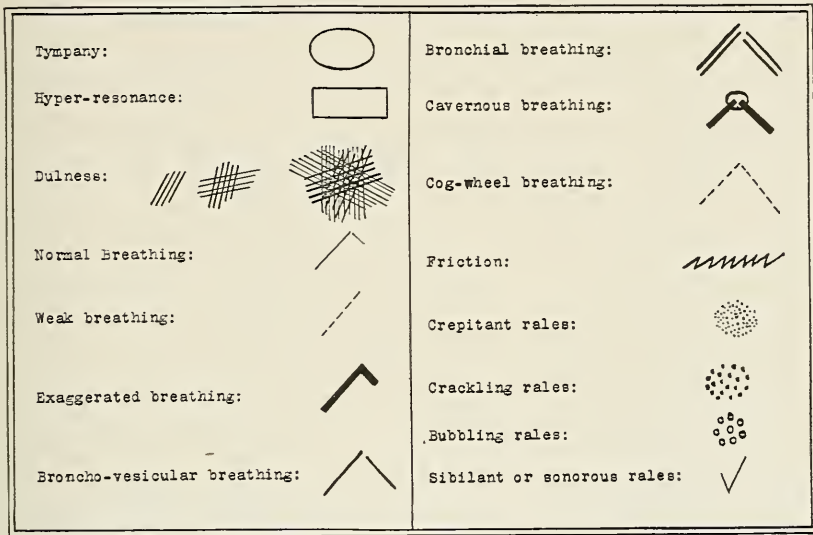 Tympany:
Hyper-resonance:
Dulness:
Normal Breathing:
Weak breathing:
Exaggerated breathing:
Broncho-vesicular breathing:
Bronchial breathing:
Cavernous breathing:
Cog-wheel breathing:
Friction:
Crepitant rales:
Crackling rales:
Bubbling rales:
Sibilant or sonorous rales: